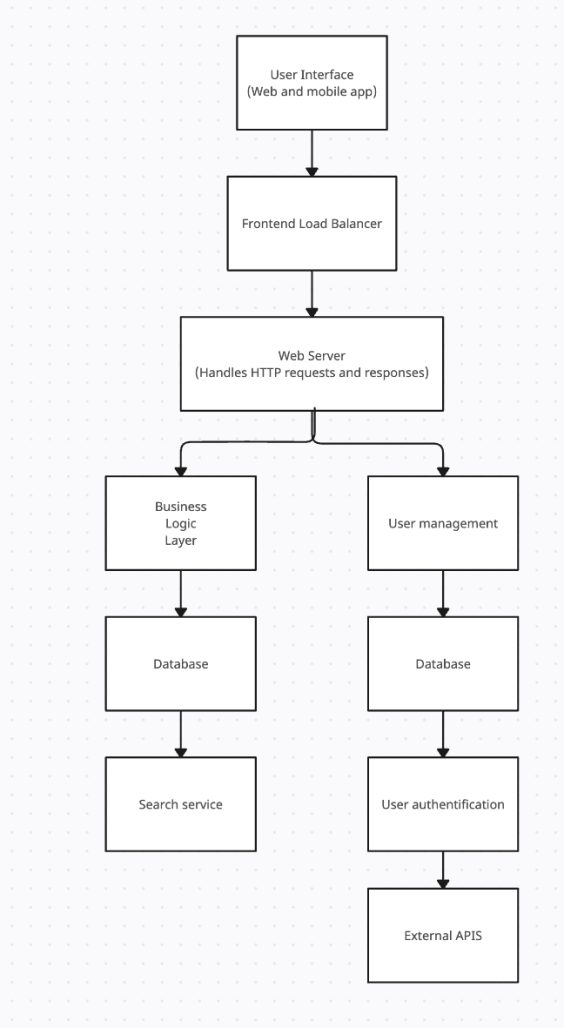 User Interface
(Web and mobile app)
Frontend Load Balancer
Web Server
(Handles HTTP requests and responses)
Business
Logic
Layer
User management
Database
Database
Search service
User authentification
External APIS